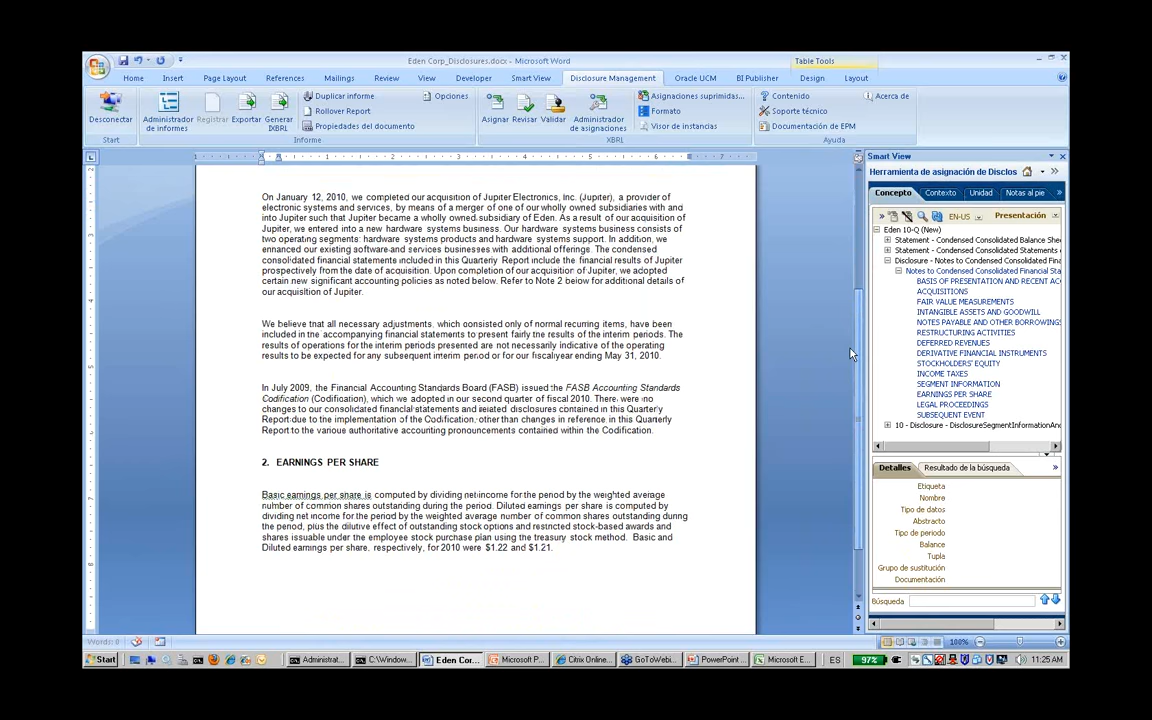 Eden Corp_Disclosures.docx - Microsoft Word
Table Tools
Home Insert Page Layout References Mailings Review View Developer Smart View Disclosure Management Oracle UCM BI Publisher Design Layout
Desconectar
Start
Administrador de informes
Registrar
Exportar
Generar iXBRL
Duplicar informe
Rollover Report
Propiedades del documento
Opciones
Informe
Asignar
Revisar
Validar
Administrador de asignaciones
Asignaciones suprimidas...
Formato
Visor de instancias
XBRL
Contenido
Soporte técnico
Documentación de EPM
Acerca de
Ayuda
On January 12, 2010, we completed our acquisition of Jupiter Electronics, Inc. (Jupiter), a provider of
electronic systems and services, by means of a merger of one of our wholly owned subsidiaries with and
into Jupiter such that Jupiter became a wholly owned subsidiary of Eden. As a result of our acquisition of
Jupiter, we entered into a new hardware systems business. Our hardware systems business consists of
two operating segments: hardware systems products and hardware systems support. In addition, we
enhanced our existing software and services businesses with additional offerings. The condensed
consolidated financial statements included in this Quarterly Report include the financial results of Jupiter
prospectively from the date of acquisition. Upon completion of our acquisition of Jupiter, we adopted
certain new significant accounting policies as noted below. Refer to Note 2 below for additional details of
our acquisition of Jupiter.
We believe that all necessary adjustments, which consisted only of normal recurring items, have been
included in the accompanying financial statements to present fairly the results of the interim periods. The
results of operations for the interim periods presented are not necessarily indicative of the operating
results to be expected for any subsequent interim period or for our fiscal year ending May 31, 2010.
In July 2009, the Financial Accounting Standards Board (FASB) issued the FASB Accounting Standards
Codification (Codification), which we adopted in our second quarter of fiscal 2010. There were no
changes to our consolidated financial statements and related disclosures contained in this Quarterly
Report due to the implementation of the Codification, other than changes in reference in this Quarterly
Report to the various authoritative accounting pronouncements contained within the Codification.
2. EARNINGS PER SHARE
Basic earnings per share is computed by dividing net income for the period by the weighted average
number of common shares outstanding during the period. Diluted earnings per share is computed by
dividing net income for the period by the weighted average number of common shares outstanding during
the period, plus the dilutive effect of outstanding stock options and restricted stock-based awards and
shares issuable under the employee stock purchase plan using the treasury stock method. Basic and
Diluted earnings per share, respectively, for 2010 were $1.22 and $1.21.
Smart View
Herramienta de asignación de Disclos
Concepto Contexto Unidad Notas al pie
EN-US Presentación
Eden 10-Q (New)
Statement - Condensed Consolidated Balance She
Statement - Condensed Consolidated Statements
Disclosure - Notes to Condensed Consolidated Fina
Notes to Condensed Consolidated Financial Sta
BASIS OF PRESENTATION AND RECENT AC
ACQUISITIONS
FAIR VALUE MEASUREMENTS
INTANGIBLE ASSETS AND GOODWILL
NOTES PAYABLE AND OTHER BORROWING
RESTRUCTURING ACTIVITIES
DEFERRED REVENUES
DERIVATIVE FINANCIAL INSTRUMENTS
STOCKHOLDERS' EQUITY
INCOME TAXES
SEGMENT INFORMATION
EARNINGS PER SHARE
LEGAL PROCEEDINGS
SUBSEQUENT EVENT
10 - Disclosure - DisclosureSegmentInformationAn
Detalles Resultado de la búsqueda
Etiqueta
Nombre
Tipo de datos
Abstracto
Tipo de periodo
Balance
Tupla
Grupo de sustitución
Documentación
Búsqueda
Words: 0
100%
Start Administrat... C:\Window... Eden Cor... Microsoft P... Citrix Online... GoToWebi... PowerPoint ... Microsoft E... ES 97% 11:25 AM